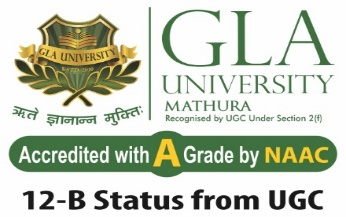 GLA UNIVERSITY
ऋते ज्ञानान्न मुक्तिः
GLA
UNIVERSITY
MATHURA
Recognised by UGC Under Section 2(f)
Accredited with A Grade by NAAC
12-B Status from UGC